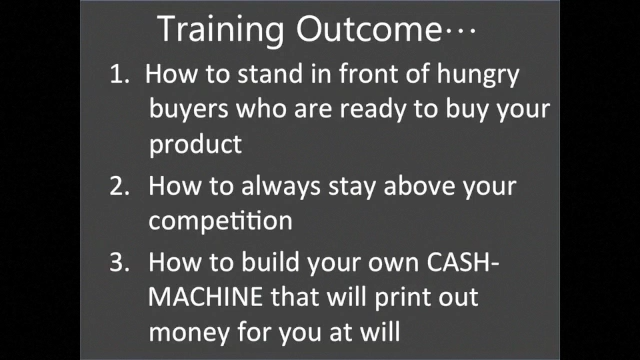 Training Outcome…
1. How to stand in front of hungry
buyers who are ready to buy your
product
2. How to always stay above your
competition
3. How to build your own CASH-
MACHINE that will print out
money for you at will